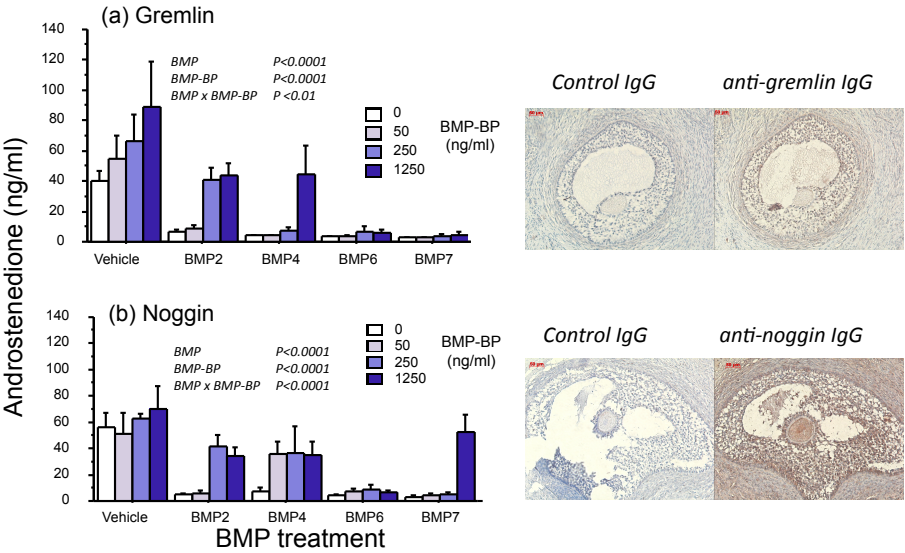 (a) Gremlin
140
120
100
80
60
40
20
0
BMP P<0.0001
BMP-BP P<0.0001
BMP x BMP-BP P <0.01
0
50
250
1250
BMP-BP
(ng/ml)
Vehicle BMP2 BMP4 BMP6 BMP7
Control IgG anti-gremlin IgG
Androstenedione (ng/ml)
(b) Noggin
140
120
100
80
60
40
20
0
BMP P<0.0001
BMP-BP P<0.0001
BMP x BMP-BP P<0.0001
0
50
250
1250
BMP-BP
(ng/ml)
Vehicle BMP2 BMP4 BMP6 BMP7
BMP treatment
Control IgG anti-noggin IgG